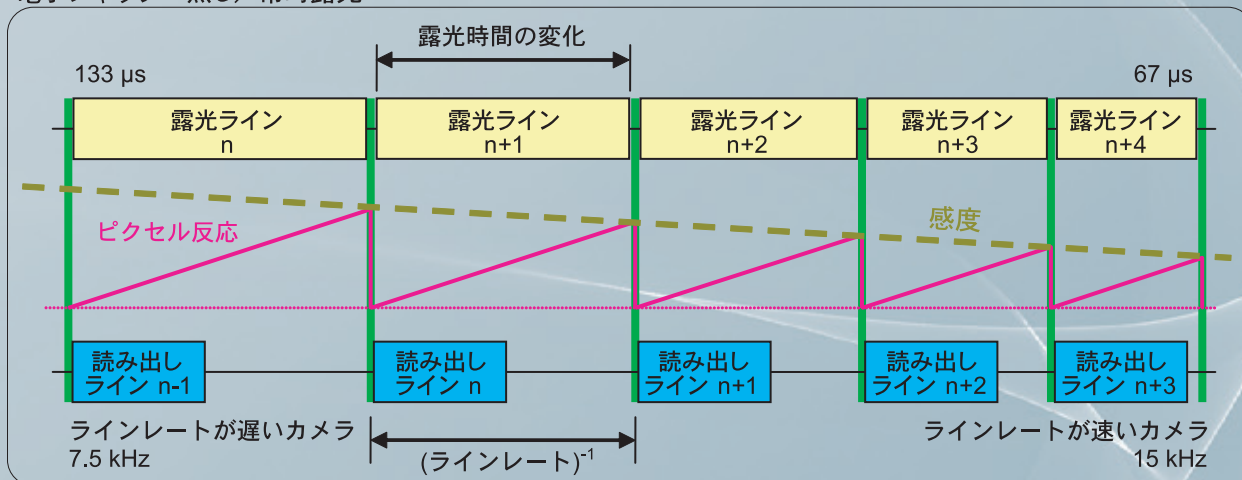 露光時間の変化
133 µs
67 µs
露光ライン
n
露光ライン
n+1
露光ライン
n+2
露光ライン
n+3
露光ライン
n+4
ピクセル反応
感度
読み出し
ライン n-1
読み出し
ライン n
読み出し
ライン n+1
読み出し
ライン n+2
読み出し
ライン n+3
ラインレートが遅いカメラ
7.5 kHz
(ラインレート)⁻¹
ラインレートが速いカメラ
15 kHz